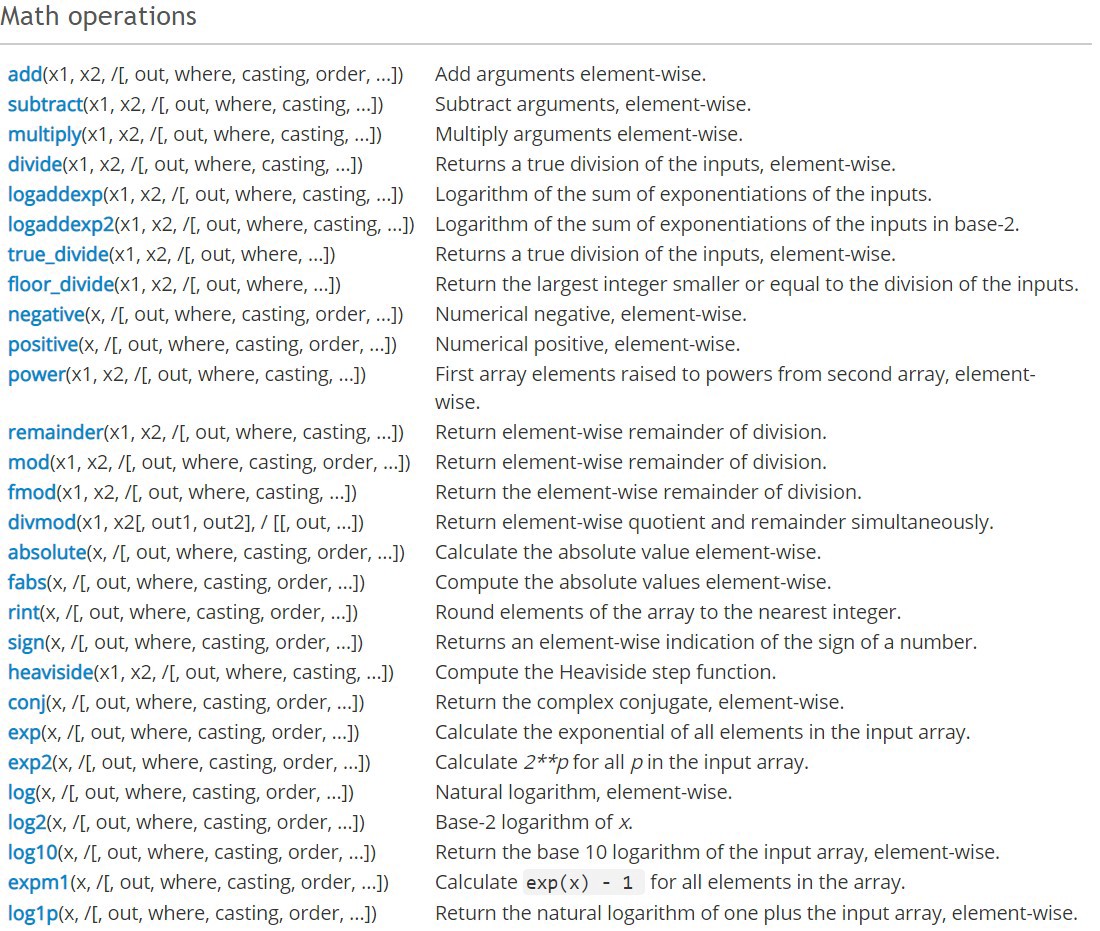 Math operations
add(x1, x2, /[, out, where, casting, order, ...]) Add arguments element-wise.
subtract(x1, x2, /[, out, where, casting, ...]) Subtract arguments, element-wise.
multiply(x1, x2, /[, out, where, casting, ...]) Multiply arguments element-wise.
divide(x1, x2, /[, out, where, casting, ...]) Returns a true division of the inputs, element-wise.
logaddexp(x1, x2, /[, out, where, casting, ...]) Logarithm of the sum of exponentiations of the inputs.
logaddexp2(x1, x2, /[, out, where, casting, ...]) Logarithm of the sum of exponentiations of the inputs in base-2.
true_divide(x1, x2, /[, out, where, ...]) Returns a true division of the inputs, element-wise.
floor_divide(x1, x2, /[, out, where, ...]) Return the largest integer smaller or equal to the division of the inputs.
negative(x, /[, out, where, casting, order, ...]) Numerical negative, element-wise.
positive(x, /[, out, where, casting, order, ...]) Numerical positive, element-wise.
power(x1, x2, /[, out, where, casting, ...]) First array elements raised to powers from second array, element-
wise.
remainder(x1, x2, /[, out, where, casting, ...]) Return element-wise remainder of division.
mod(x1, x2, /[, out, where, casting, order, ...]) Return element-wise remainder of division.
fmod(x1, x2, /[, out, where, casting, ...]) Return the element-wise remainder of division.
divmod(x1, x2[, out1, out2], / [[, out, ...]) Return element-wise quotient and remainder simultaneously.
absolute(x, /[, out, where, casting, order, ...]) Calculate the absolute value element-wise.
fabs(x, /[, out, where, casting, order, ...]) Compute the absolute values element-wise.
rint(x, /[, out, where, casting, order, ...]) Round elements of the array to the nearest integer.
sign(x, /[, out, where, casting, order, ...]) Returns an element-wise indication of the sign of a number.
heaviside(x1, x2, /[, out, where, casting, ...]) Compute the Heaviside step function.
conj(x, /[, out, where, casting, order, ...]) Return the complex conjugate, element-wise.
exp(x, /[, out, where, casting, order, ...]) Calculate the exponential of all elements in the input array.
exp2(x, /[, out, where, casting, order, ...]) Calculate 2**p for all p in the input array.
log(x, /[, out, where, casting, order, ...]) Natural logarithm, element-wise.
log2(x, /[, out, where, casting, order, ...]) Base-2 logarithm of x.
log10(x, /[, out, where, casting, order, ...]) Return the base 10 logarithm of the input array, element-wise.
expm1(x, /[, out, where, casting, order, ...]) Calculate exp(x) - 1 for all elements in the array.
log1p(x, /[, out, where, casting, order, ...]) Return the natural logarithm of one plus the input array, element-wise.